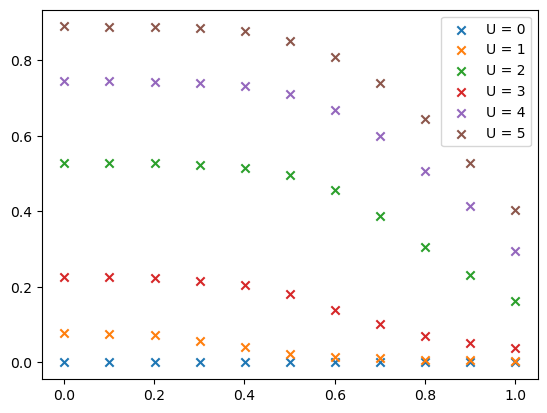 U = 0
U = 1
U = 2
U = 3
U = 4
U = 5
0.8
0.6
0.4
0.2
0.0
0.0 0.2 0.4 0.6 0.8 1.0